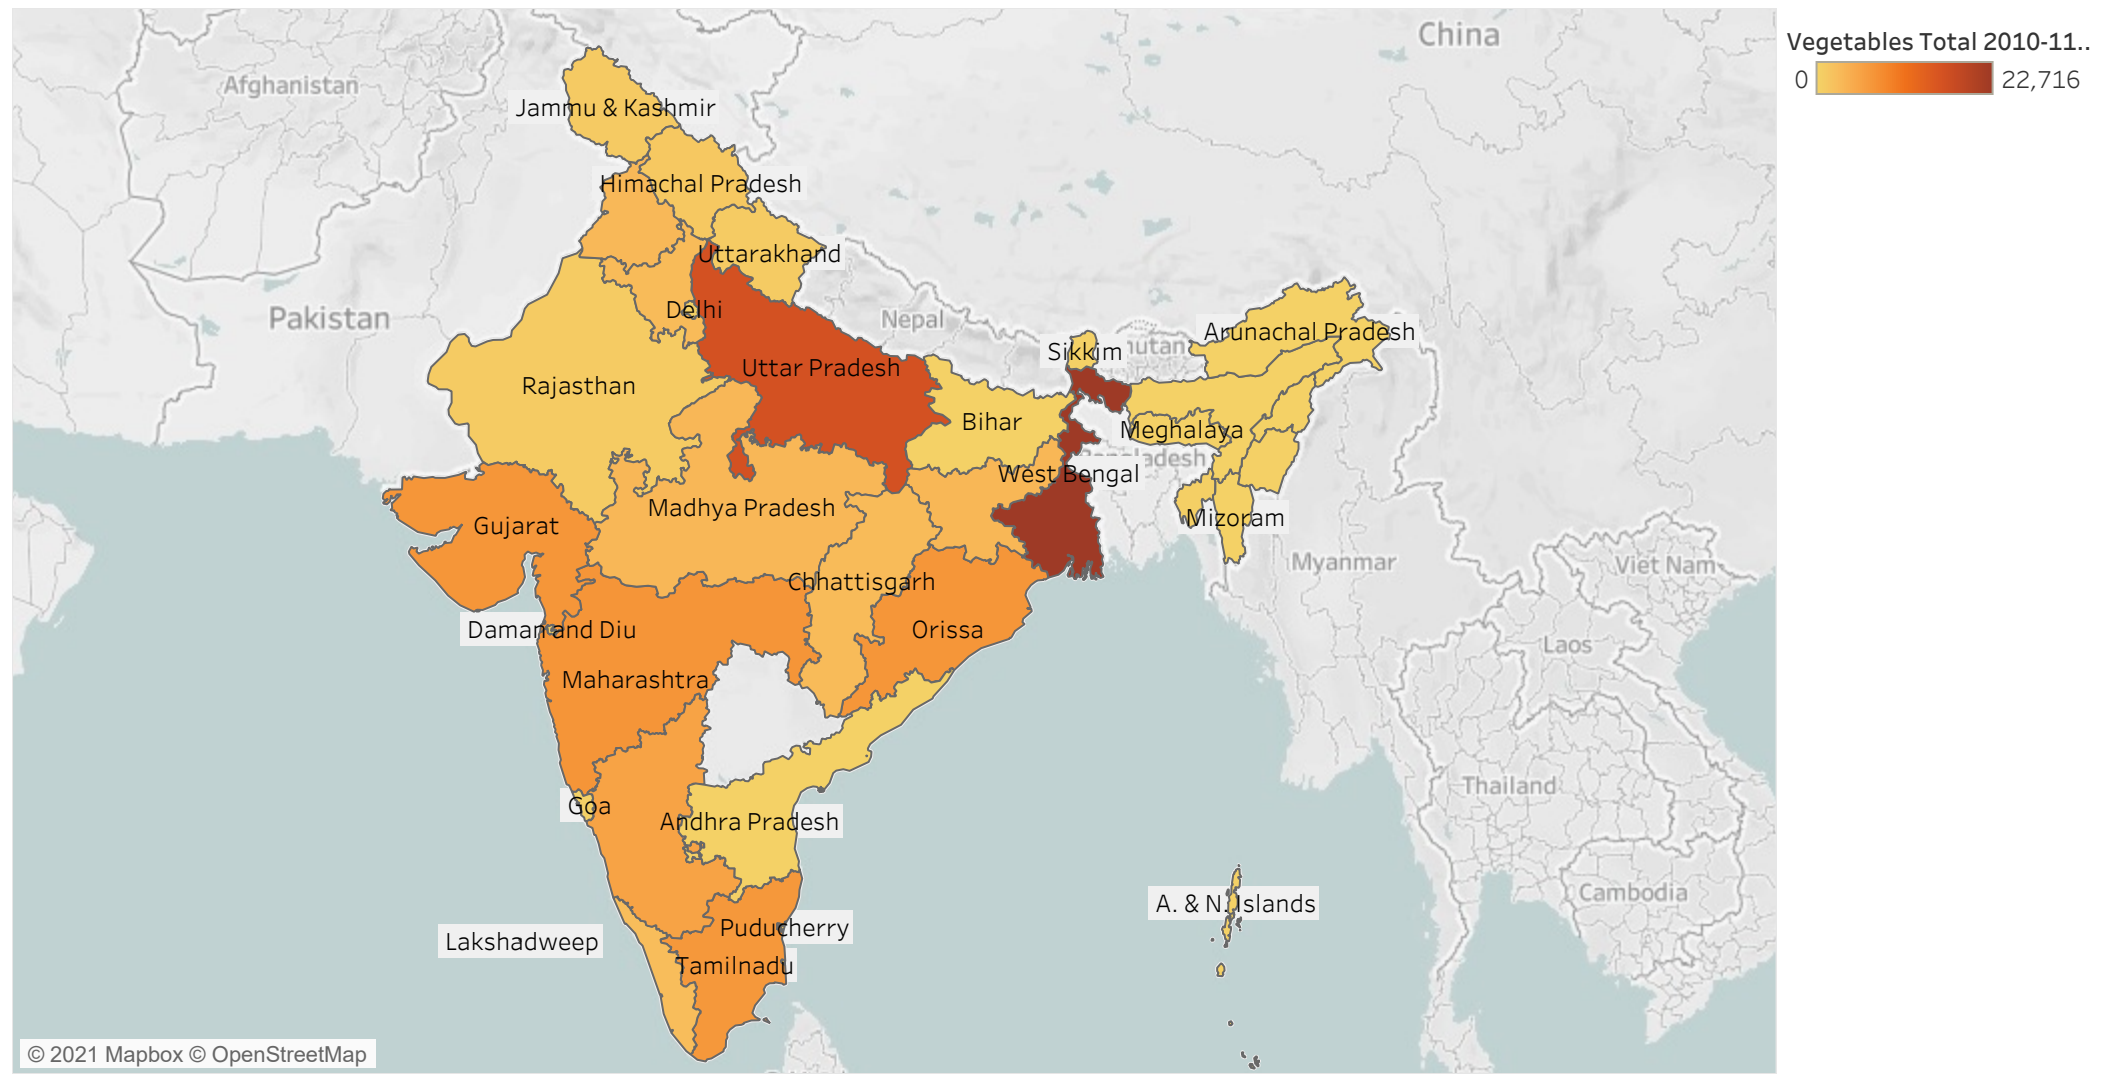 China
Vegetables Total 2010-11..
0
22,716
Afghanistan
Jammu & Kashmir
Himachal Pradesh
Uttarakhand
Pakistan
Delhi
Nepal
Arunachal Pradesh
Sikkim
hutan
Uttar Pradesh
Rajasthan
Bihar
Meghalaya
Bangladesh
West Bengal
Madhya Pradesh
Mizoram
Gujarat
Myanmar
Viet Nam
Chhattisgarh
Daman and Diu
Orissa
Laos
Maharashtra
Thailand
Goa
Andhra Pradesh
Cambodia
A. & N. Islands
Puducherry
Lakshadweep
Tamilnadu
© 2021 Mapbox © OpenStreetMap